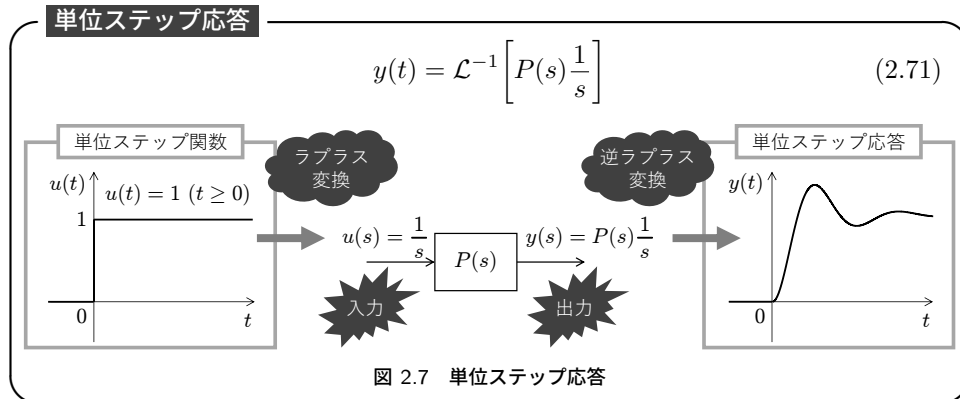 単位ステップ応答
y(t) = ℒ⁻¹[P(s) 1/s] (2.71)
単位ステップ関数
u(t)
u(t) = 1 (t ≥ 0)
1
0
t
ラプラス
変換
u(s) = 1/s
P(s)
y(s) = P(s) 1/s
入力
出力
逆ラプラス
変換
単位ステップ応答
y(t)
0
t
図 2.7 単位ステップ応答